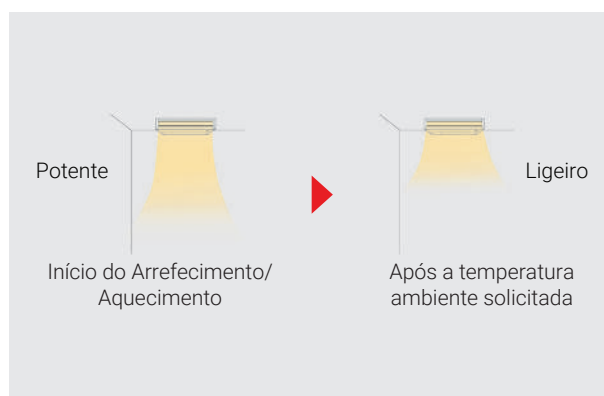 Potente
Ligeiro
Início do Arrefecimento/
Aquecimento
Após a temperatura
ambiente solicitada